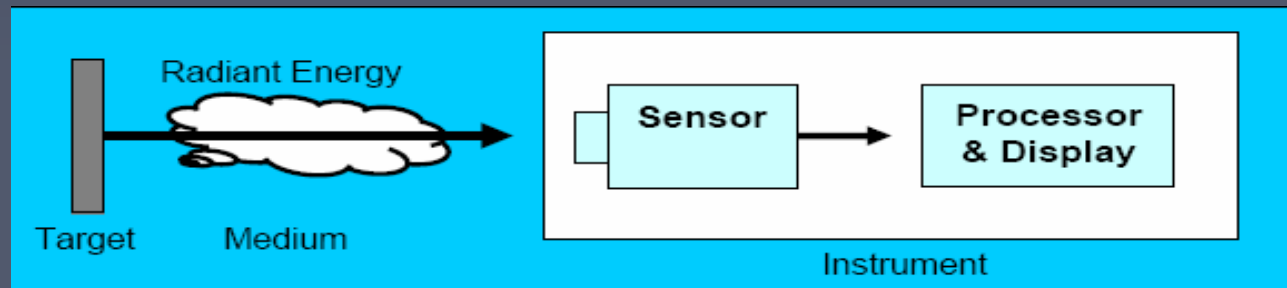 Radiant Energy
Target
Medium
Sensor
Processor
& Display
Instrument